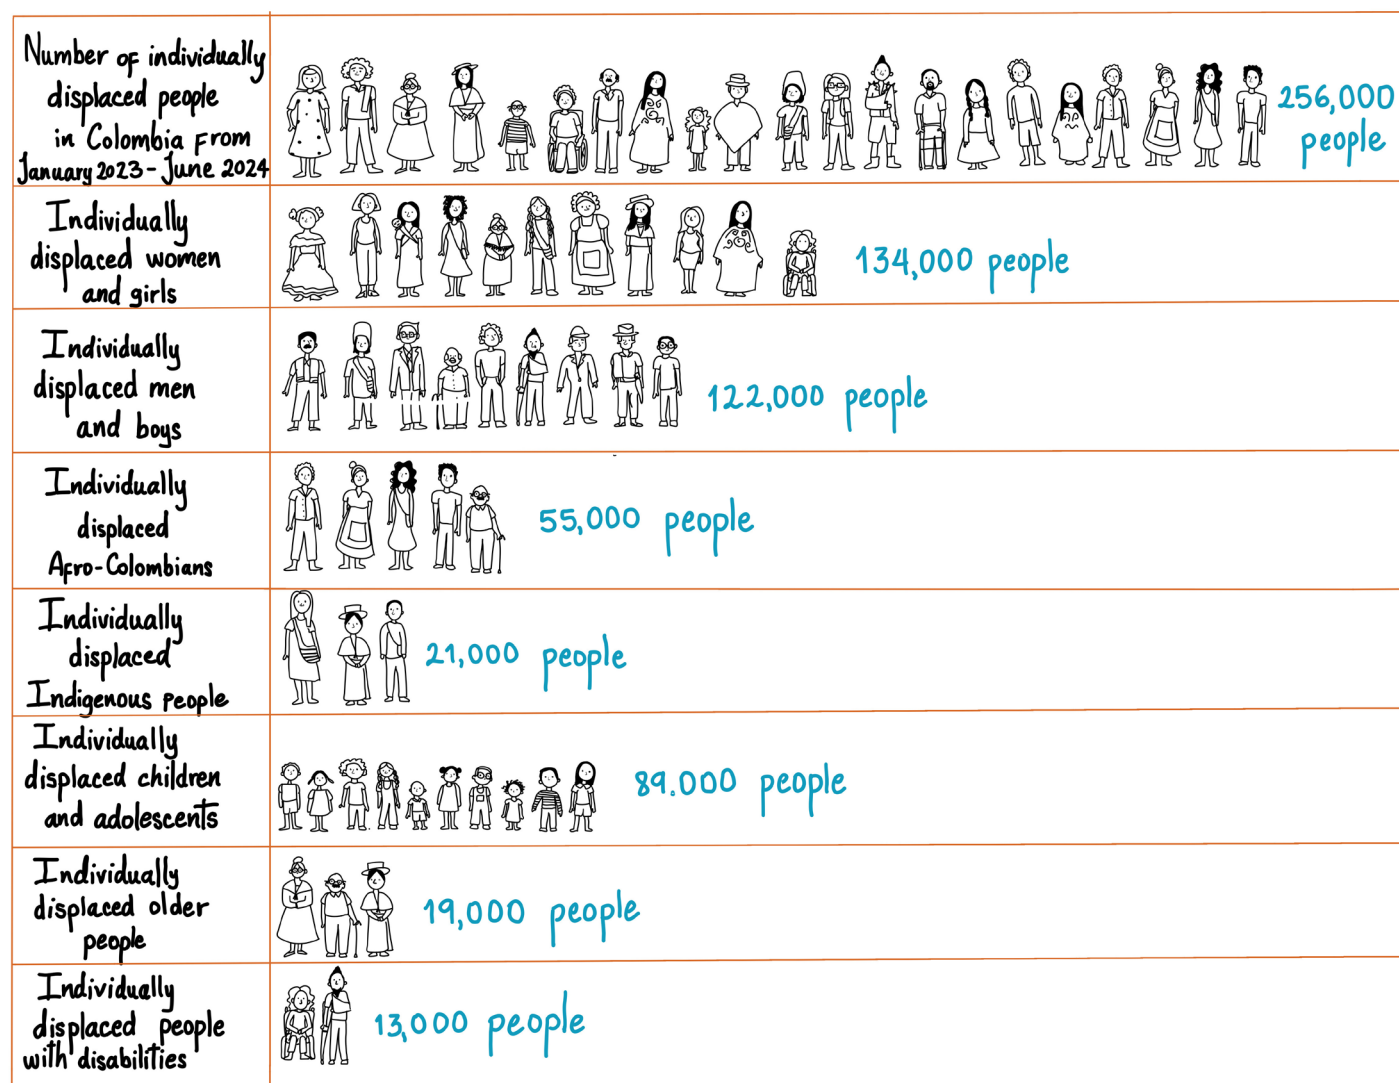 Number of individually
displaced people
in Colombia from
January 2023 - June 2024
256,000
people
Individually
displaced women
and girls
134,000 people
Individually
displaced men
and boys
122,000 people
Individually
displaced
Afro-Colombians
55,000 people
Individually
displaced
Indigenous people
21,000 people
Individually
displaced children
and adolescents
89.000 people
Individually
displaced older
people
19,000 people
Individually
displaced people
with disabilities
13,000 people